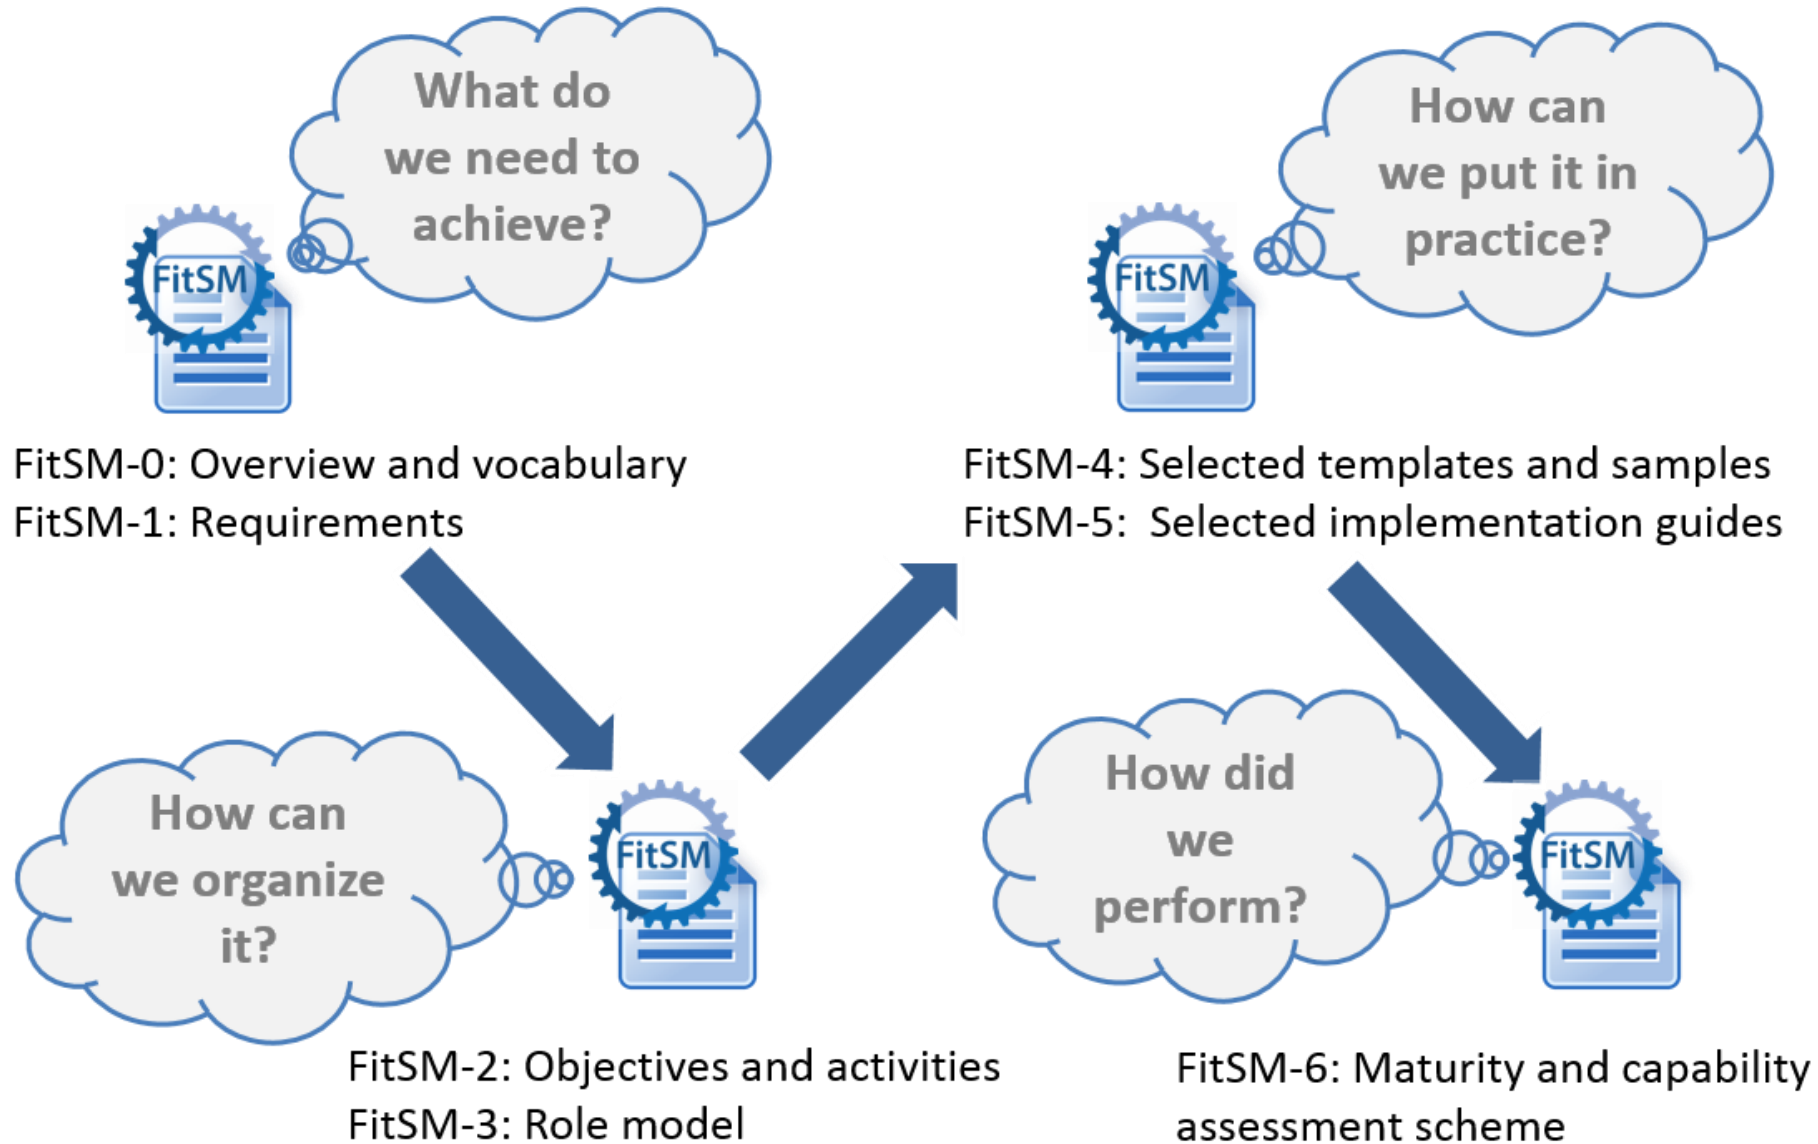 What do
we need to
achieve?
FitSM
FitSM-0: Overview and vocabulary
FitSM-1: Requirements
How can
we organize
it?
FitSM
FitSM-2: Objectives and activities
FitSM-3: Role model
How can
we put it in
practice?
FitSM
FitSM-4: Selected templates and samples
FitSM-5:  Selected implementation guides
How did
we
perform?
FitSM
FitSM-6: Maturity and capability
assessment scheme